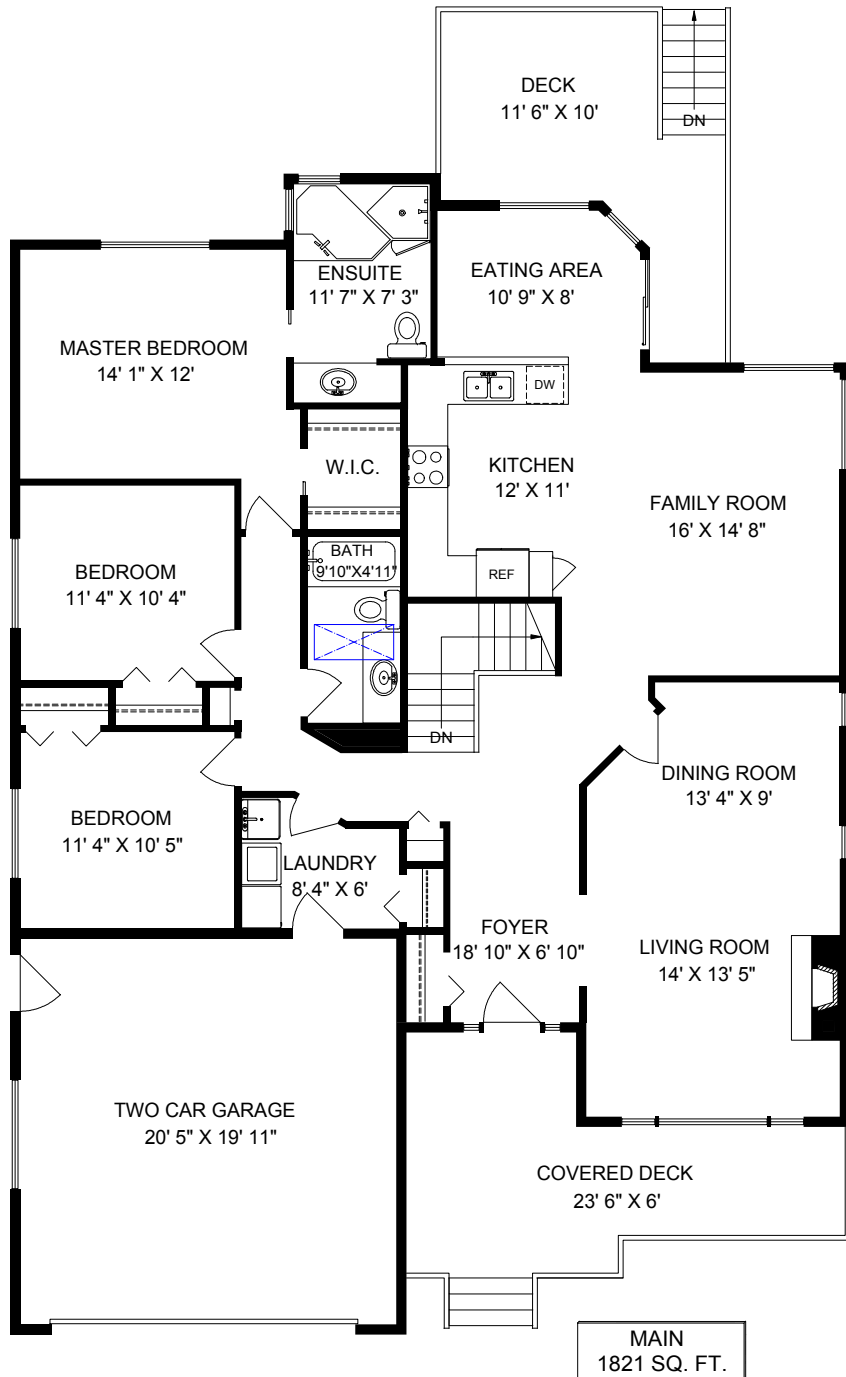 DECK
11' 6" X 10'
DN
ENSUITE
11' 7" X 7' 3"
EATING AREA
10' 9" X 8'
MASTER BEDROOM
14' 1" X 12'
DW
W.I.C.
KITCHEN
12' X 11'
FAMILY ROOM
16' X 14' 8"
BATH
9'10"X4'11"
BEDROOM
11' 4" X 10' 4"
REF
DN
DINING ROOM
13' 4" X 9'
BEDROOM
11' 4" X 10' 5"
LAUNDRY
8' 4" X 6'
FOYER
18' 10" X 6' 10"
LIVING ROOM
14' X 13' 5"
TWO CAR GARAGE
20' 5" X 19' 11"
COVERED DECK
23' 6" X 6'
MAIN
1821 SQ. FT.